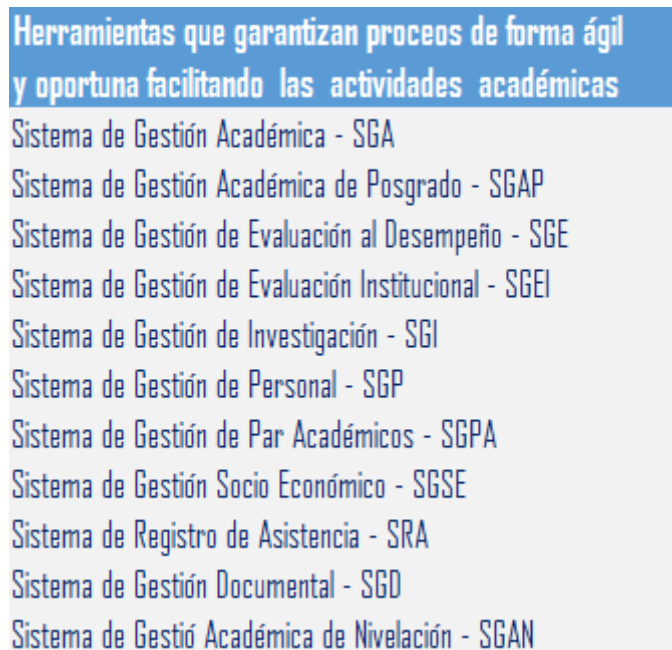 Herramientas que garantizan proceos de forma ágil
y oportuna facilitando las actividades académicas
Sistema de Gestión Académica - SGA
Sistema de Gestión Académica de Posgrado - SGAP
Sistema de Gestión de Evaluación al Desempeño - SGE
Sistema de Gestión de Evaluación Institucional - SGEI
Sistema de Gestión de Investigación - SGI
Sistema de Gestión de Personal - SGP
Sistema de Gestión de Par Académicos - SGPA
Sistema de Gestión Socio Económico - SGSE
Sistema de Registro de Asistencia - SRA
Sistema de Gestión Documental - SGD
Sistema de Gestió Académica de Nivelación - SGAN